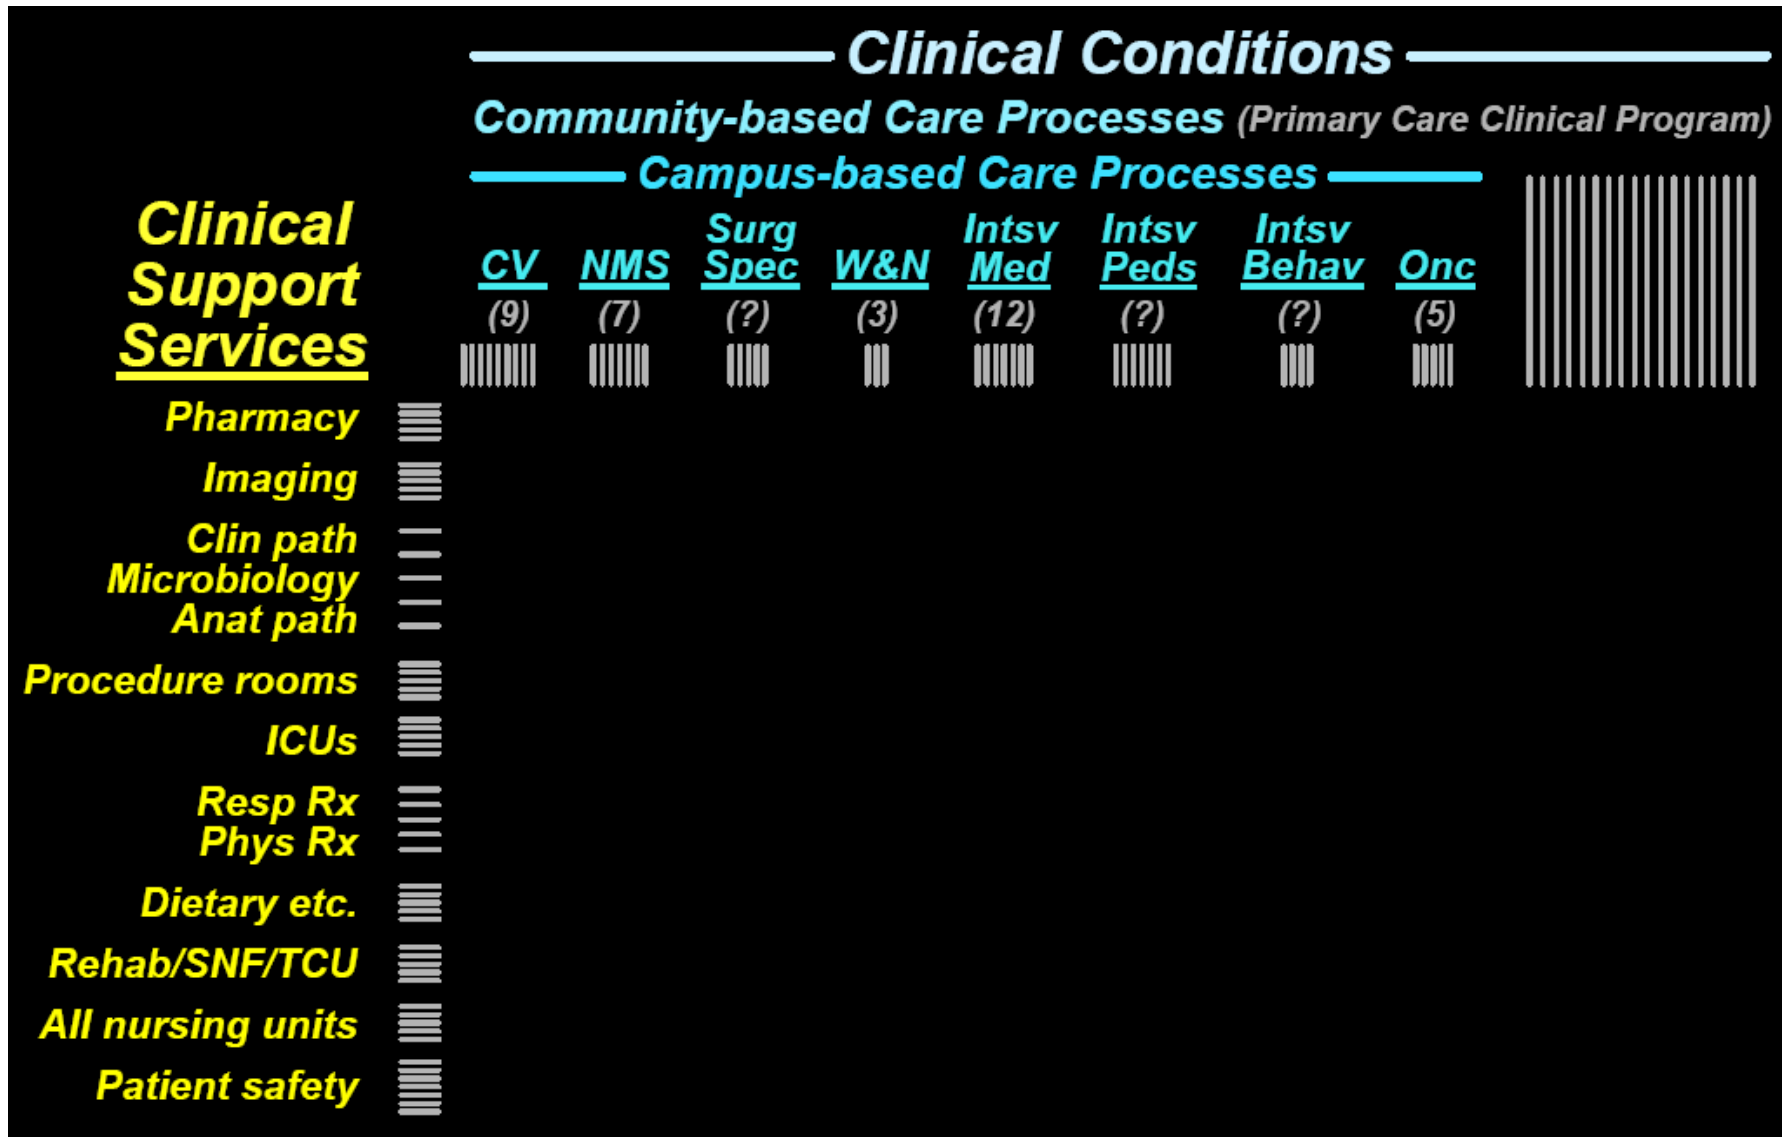 Clinical Conditions
Community-based Care Processes (Primary Care Clinical Program)
Campus-based Care Processes
Clinical
Support
Services
CV
(9)
NMS
(7)
Surg
Spec
(?)
W&N
(3)
Intsv
Med
(12)
Intsv
Peds
(?)
Intsv
Behav
(?)
Onc
(5)
Pharmacy
Imaging
Clin path
Microbiology
Anat path
Procedure rooms
ICUs
Resp Rx
Phys Rx
Dietary etc.
Rehab/SNF/TCU
All nursing units
Patient safety